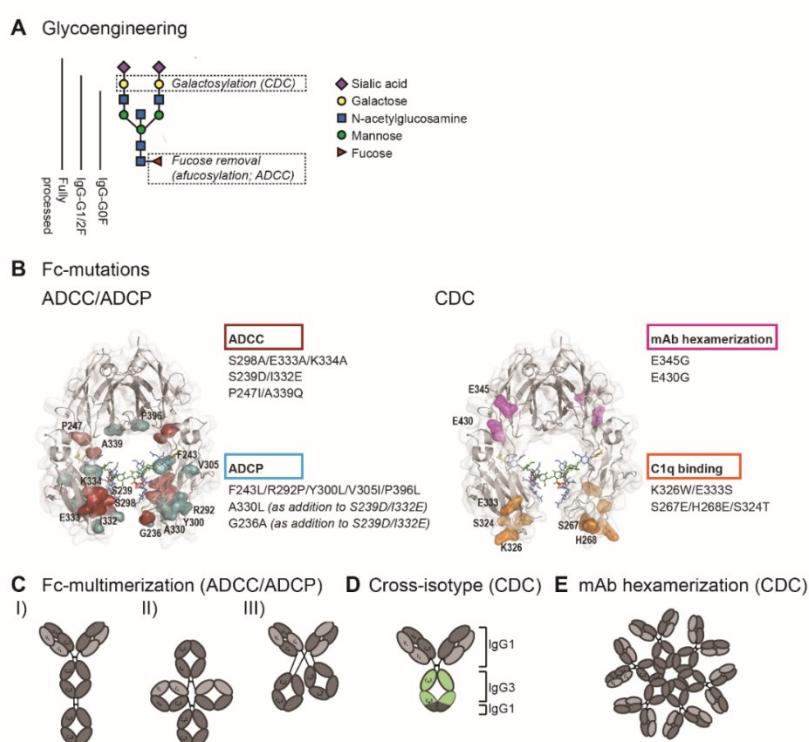 A Glycoengineering
Galactosylation (CDC)
Fucose removal
(afucosylation; ADCC)
Sialic acid
Galactose
N-acetylglucosamine
Mannose
Fucose
Fully
processed
IgG-G1/2F
IgG-G0F
B Fc-mutations
ADCC/ADCP
P247
P396
A339
F243
V305
K334
S239
S298
E333
I332
R292
Y300
G236
A330
ADCC
S298A/E333A/K334A
S239D/I332E
P247I/A339Q
ADCP
F243L/R292P/Y300L/V305I/P396L
A330L (as addition to S239D/I332E)
G236A (as addition to S239D/I332E)
CDC
E345
E430
E333
S324
K326
S267
H268
mAb hexamerization
E345G
E430G
C1q binding
K326W/E333S
S267E/H268E/S324T
C Fc-multimerization (ADCC/ADCP)
I)
II)
III)
D Cross-isotype (CDC)
IgG1
IgG3
IgG1
E mAb hexamerization (CDC)